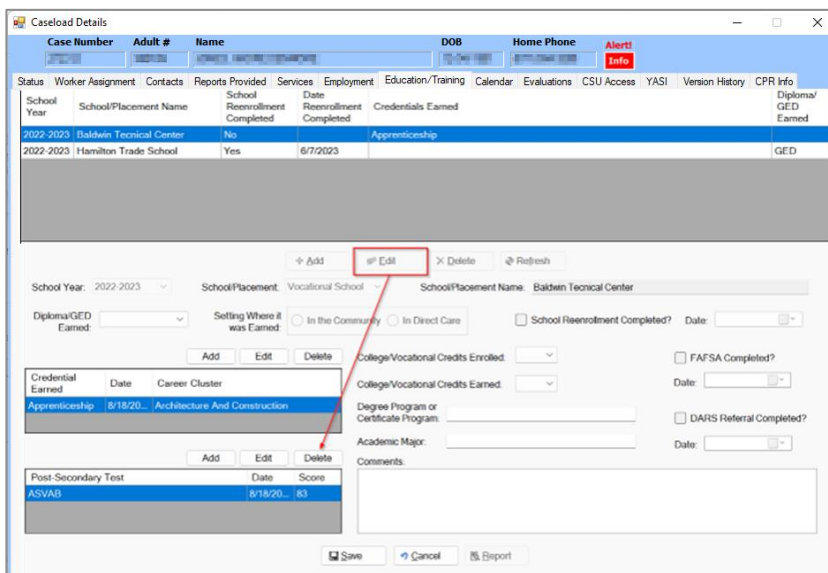 Caseload Details
Case Number Adult # Name DOB Home Phone Alert!
Info
Status Worker Assignment Contacts Reports Provided Services Employment Education/Training Calendar Evaluations CSU Access YASI Version History CPR Info
School Year School/Placement Name School Reenrollment Completed Date Reenrollment Completed Credentials Earned Diploma/ GED Earned
2022-2023 Baldwin Tecnical Center No Apprenticeship
2022-2023 Hamilton Trade School Yes 6/7/2023 GED
Add Edit Delete Refresh
School Year: 2022-2023 School/Placement: Vocational School School/Placement Name: Baldwin Tecnical Center
Diploma/GED Earned: Setting Where it was Earned: In the Community In Direct Care School Reenrollment Completed? Date:
Add Edit Delete College/Vocational Credits Enrolled: FAFSA Completed?
Credential Earned Date Career Cluster College/Vocational Credits Earned: Date:
Apprenticeship 8/18/20... Architecture And Construction Degree Program or Certificate Program: DARS Referral Completed?
Academic Major: Date:
Add Edit Delete Comments:
Post-Secondary Test Date Score
ASVAB 8/18/20... 83
Save Cancel Report